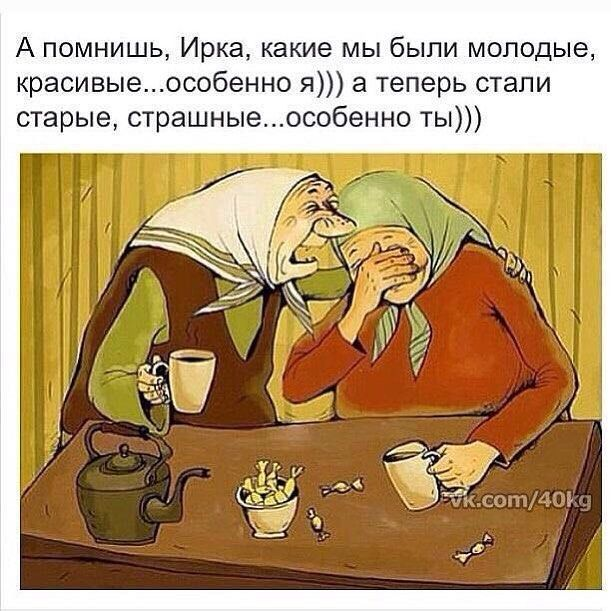 А помнишь, Ирка, какие мы были молодые,
красивые...особенно я))) а теперь стали
старые, страшные...особенно ты)))
vk.com/40kg